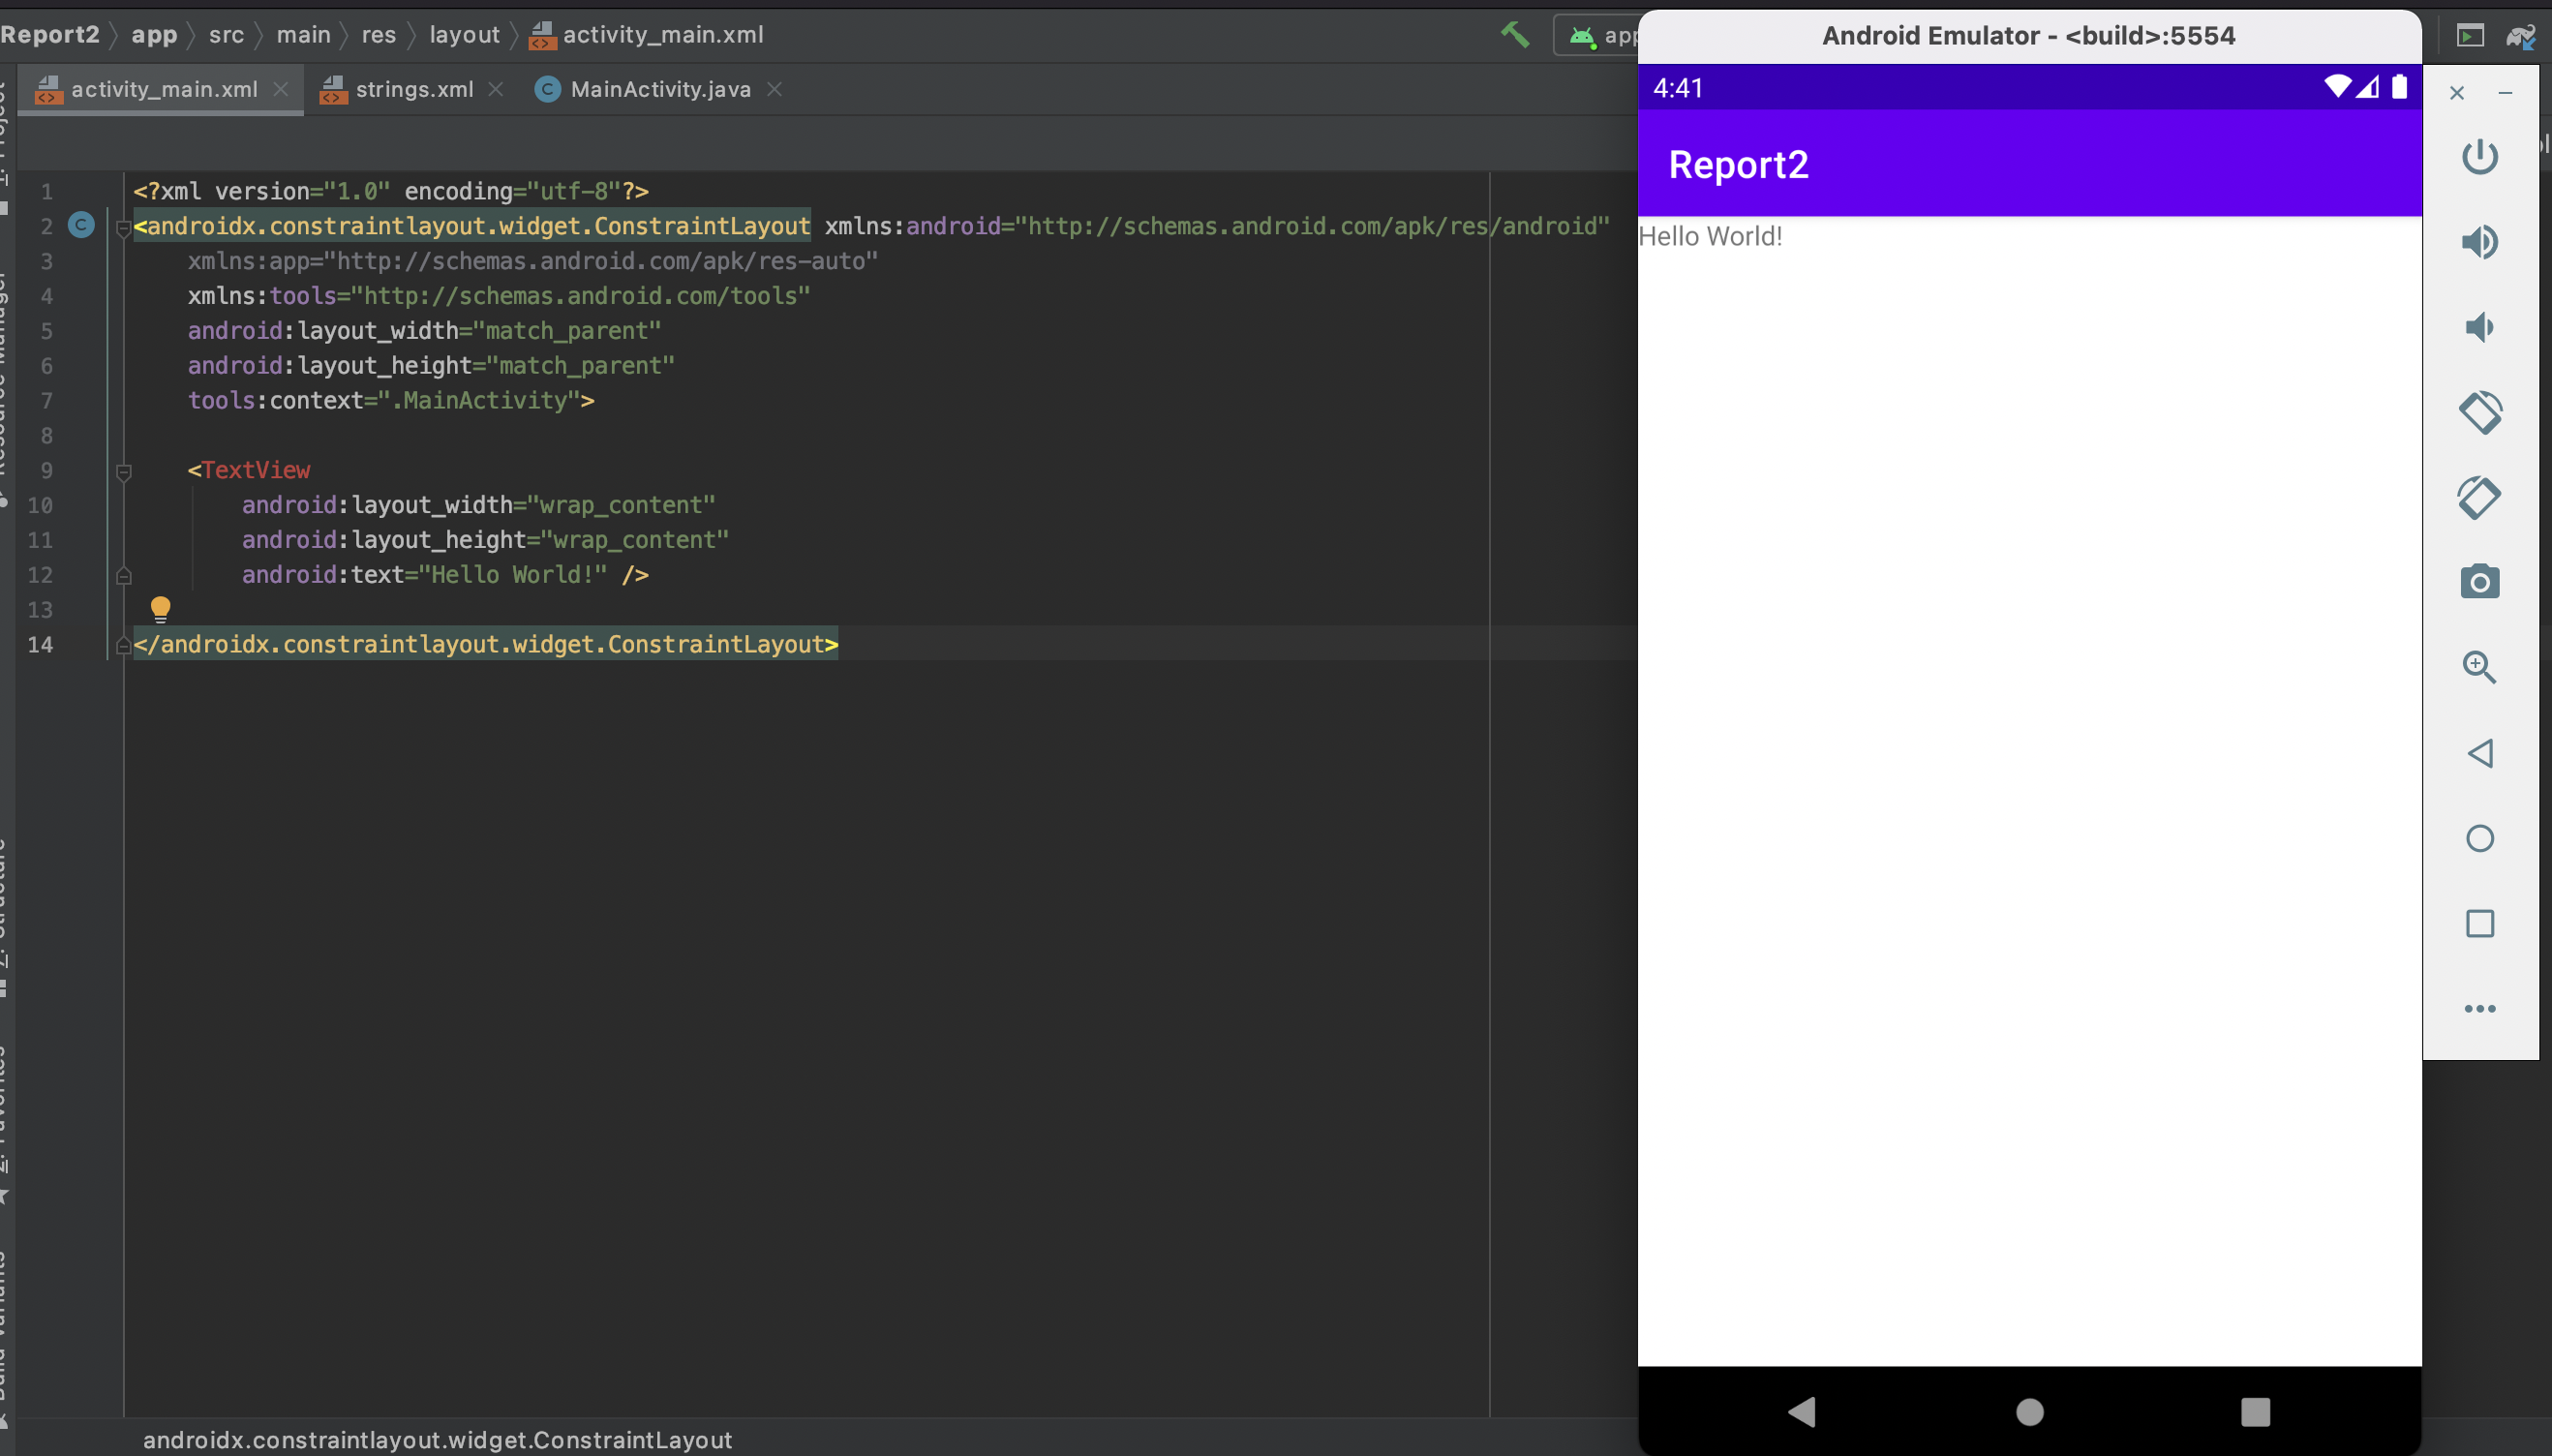 Report2 app src main res layout activity_main.xml
app
activity_main.xml
strings.xml
MainActivity.java
1 <?xml version="1.0" encoding="utf-8"?>
2 <androidx.constraintlayout.widget.ConstraintLayout xmlns:android="http://schemas.android.com/apk/res/android"
3 xmlns:app="http://schemas.android.com/apk/res-auto"
4 xmlns:tools="http://schemas.android.com/tools"
5 android:layout_width="match_parent"
6 android:layout_height="match_parent"
7 tools:context=".MainActivity">
8
9 <TextView
10 android:layout_width="wrap_content"
11 android:layout_height="wrap_content"
12 android:text="Hello World!" />
13
14 </androidx.constraintlayout.widget.ConstraintLayout>
androidx.constraintlayout.widget.ConstraintLayout
Android Emulator - <build>:5554
4:41
Report2
Hello World!